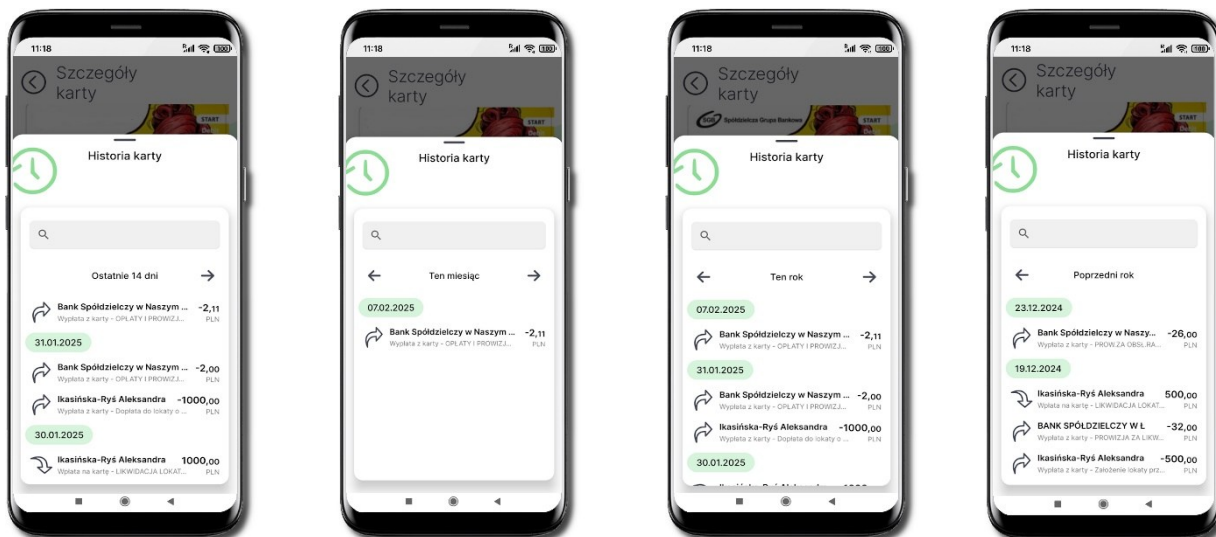 11:18
Szczegóły
karty
START
Historia karty
Ostatnie 14 dni
Bank Spółdzielczy w Naszym ... -2,11
Wypłata z karty - OPŁATY I PROWIZJ... PLN
31.01.2025
Bank Spółdzielczy w Naszym ... -2,00
Wypłata z karty - OPŁATY I PROWIZJ... PLN
Ikasińska-Ryś Aleksandra -1000,00
Wypłata z karty - Dopłata do lokaty o ... PLN
30.01.2025
Ikasińska-Ryś Aleksandra 1000,00
Wpłata na kartę - LIKWIDACJA LOKAT... PLN
11:18
Szczegóły
karty
START
Historia karty
Ten miesiąc
07.02.2025
Bank Spółdzielczy w Naszym ... -2,11
Wypłata z karty - OPŁATY I PROWIZJ... PLN
11:18
Szczegóły
karty
SGB Spółdzielcza Grupa Bankowa START
Historia karty
Ten rok
07.02.2025
Bank Spółdzielczy w Naszym ... -2,11
Wypłata z karty - OPŁATY I PROWIZJ... PLN
31.01.2025
Bank Spółdzielczy w Naszym ... -2,00
Wypłata z karty - OPŁATY I PROWIZJ... PLN
Ikasińska-Ryś Aleksandra -1000,00
Wypłata z karty - Dopłata do lokaty o ... PLN
30.01.2025
11:18
Szczegóły
karty
START
Historia karty
Poprzedni rok
23.12.2024
Bank Spółdzielczy w Naszy... -26,00
Wypłata z karty - PROW.ZA OBSŁ.RA... PLN
19.12.2024
Ikasińska-Ryś Aleksandra 500,00
Wpłata na kartę - LIKWIDACJA LOKAT... PLN
BANK SPÓŁDZIELCZY W Ł -32,00
Wypłata z karty - PROWIZJA ZA LIKW... PLN
Ikasińska-Ryś Aleksandra -500,00
Wypłata z karty - Założenie lokaty prz... PLN